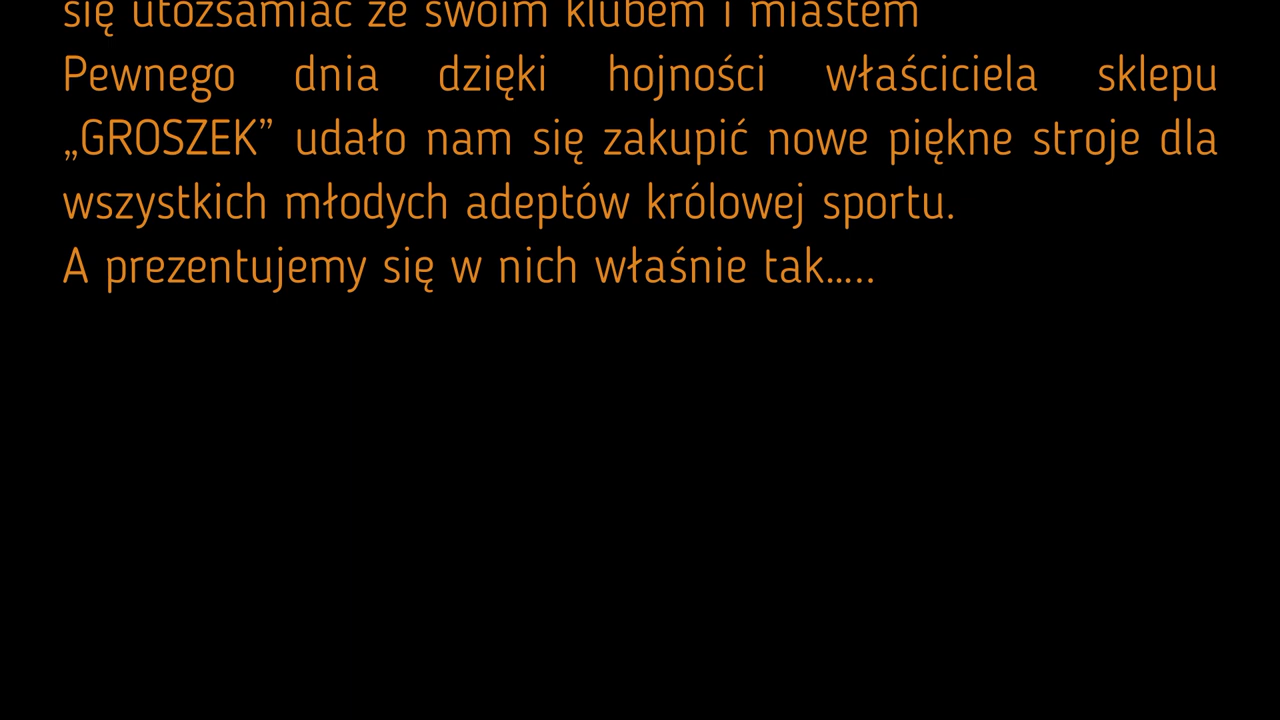 się utożsamiać ze swoim klubem i miastem
Pewnego dnia dzięki hojności właściciela sklepu
„GROSZEK” udało nam się zakupić nowe piękne stroje dla
wszystkich młodych adeptów królowej sportu.
A prezentujemy się w nich właśnie tak…..